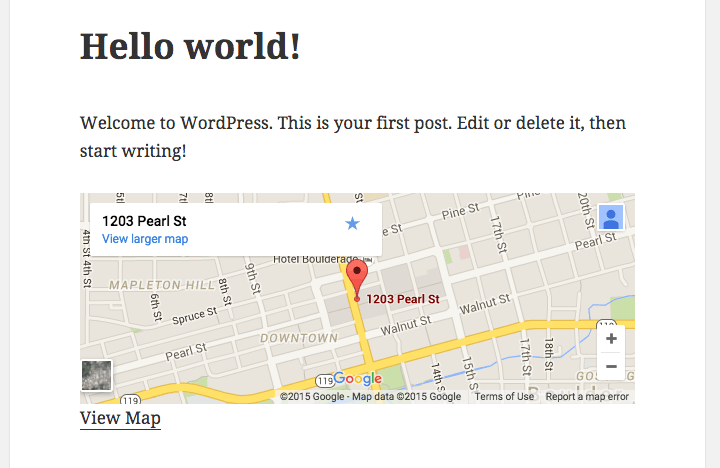 Hello world!
Welcome to WordPress. This is your first post. Edit or delete it, then
start writing!
1203 Pearl St
View larger map
Pine St
20th St
17th St
Pearl St
4th St
4th St
Hotel Boulderado
9th St
MAPLETON HILL
8th St
6th St
1203 Pearl St
Spruce St
Walnut St
DOWNTOWN
Walnut St
Pearl St
119
17th St
18th St
15th St
14th St
119
Google
119
©2015 Google - Map data ©2015 Google
Terms of Use
Report a map error
View Map